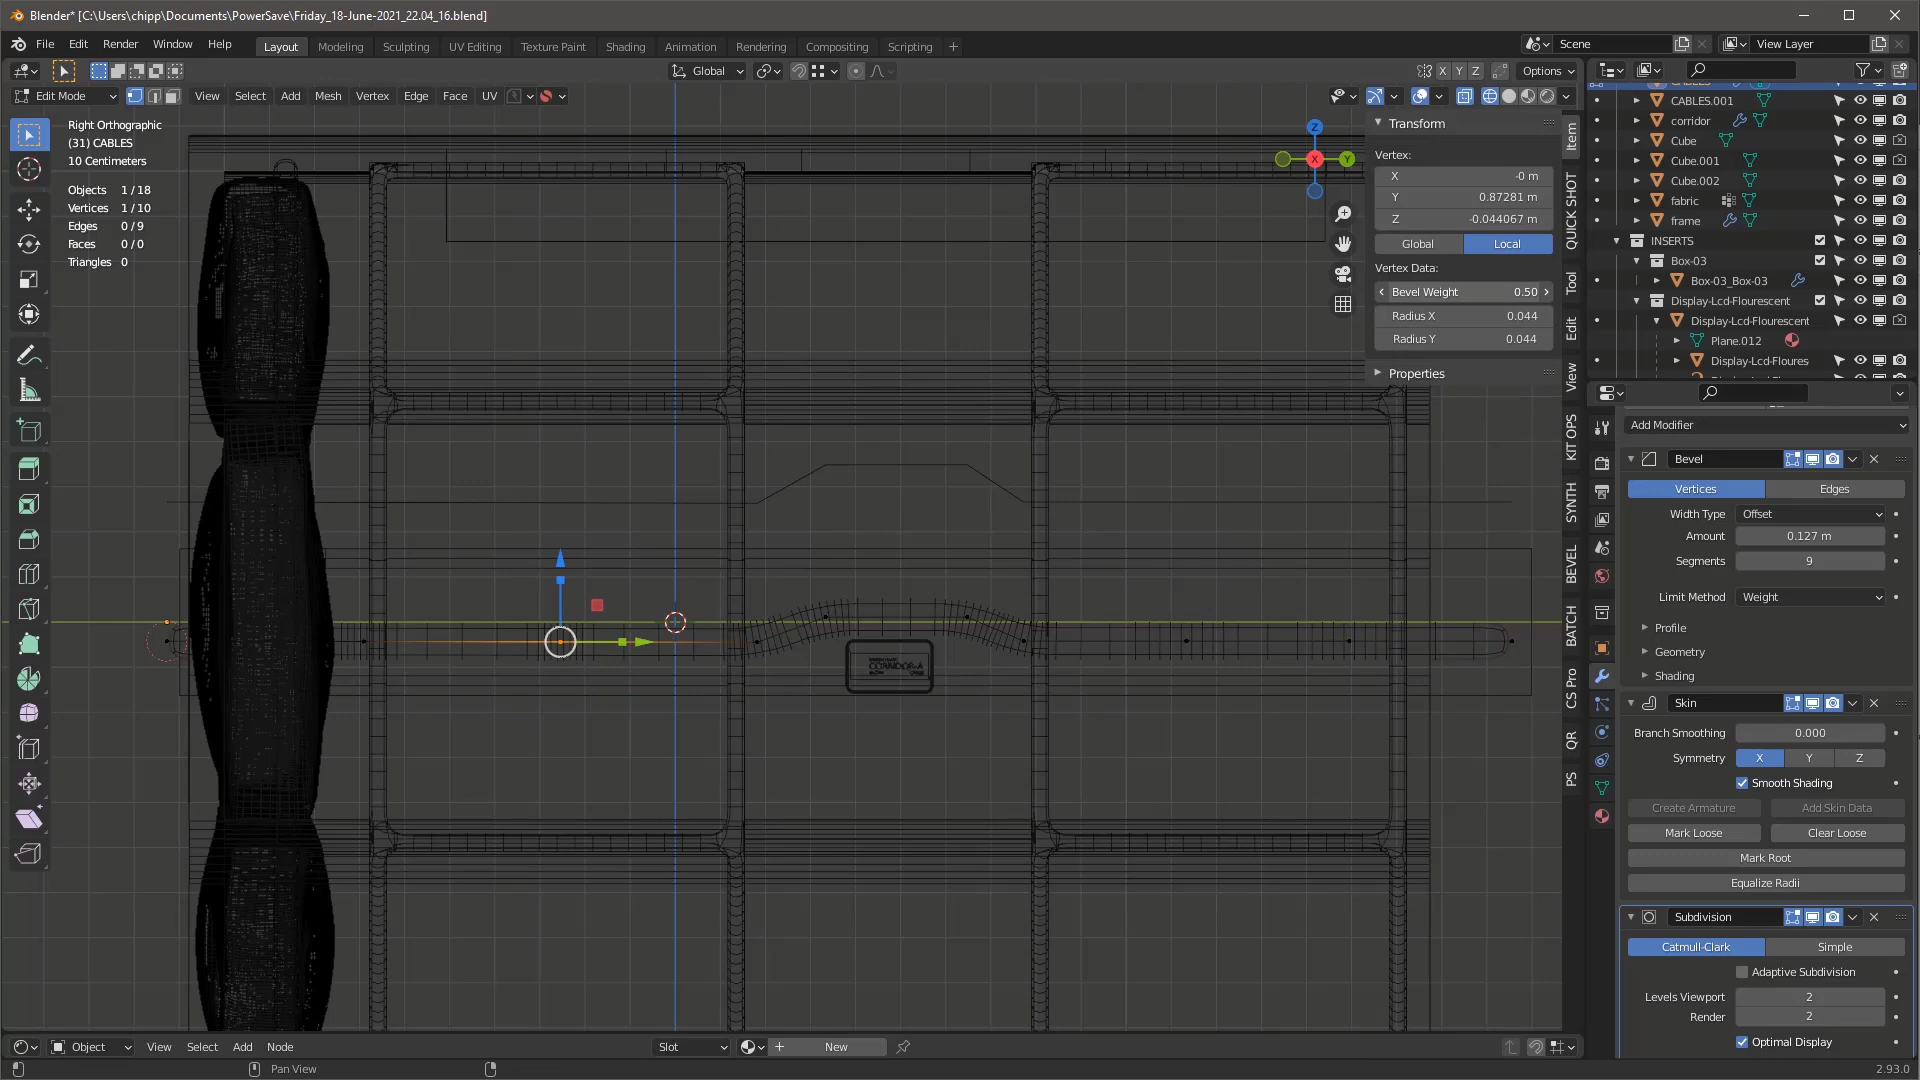 Blender* [C:\Users\chipp\Documents\PowerSave\Friday_18-June-2021_22.04_16.blend]
File Edit Render Window Help Layout Modeling Sculpting UV Editing Texture Paint Shading Animation Rendering Compositing Scripting + Scene View Layer
Global X Y Z Options
Edit Mode View Select Add Mesh Vertex Edge Face UV
Right Orthographic
(31) CABLES
10 Centimeters
Objects 1/18
Vertices 1/10
Edges 0/9
Faces 0/0
Triangles 0
Z
X
Y
CORRIDOR-A
Transform
Vertex:
X -0 m
Y 0.87281 m
Z -0.044067 m
Global Local
Vertex Data:
Bevel Weight 0.50
Radius X 0.044
Radius Y 0.044
Properties
Item
QUICK SHOT
Tool
Edit
View
KIT OPS
SYNTH
BEVEL
BATCH
CS Pro
QR
PS
CABLES.001
corridor
Cube
Cube.001
Cube.002
fabric
frame
INSERTS
Box-03
Box-03_Box-03
Display-Lcd-Flourescent
Display-Lcd-Flourescent
Plane.012
Display-Lcd-Floures
Add Modifier
Bevel
Vertices Edges
Width Type Offset
Amount 0.127 m
Segments 9
Limit Method Weight
Profile
Geometry
Shading
Skin
Branch Smoothing 0.000
Symmetry X Y Z
Smooth Shading
Create Armature Add Skin Data
Mark Loose Clear Loose
Mark Root
Equalize Radii
Subdivision
Catmull-Clark Simple
Adaptive Subdivision
Levels Viewport 2
Render 2
Optimal Display
Object View Select Add Node Slot + New
Pan View
2.93.0